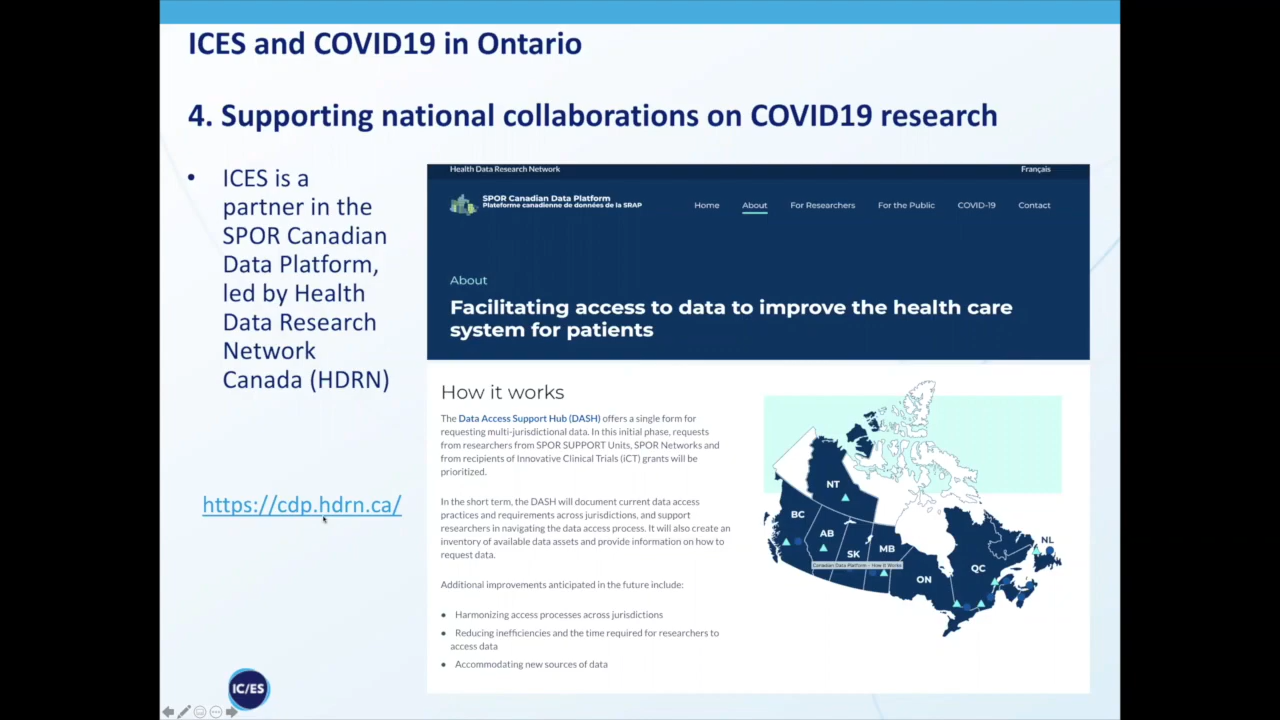 ICES and COVID19 in Ontario
4. Supporting national collaborations on COVID19 research
• ICES is a
partner in the
SPOR Canadian
Data Platform,
led by Health
Data Research
Network
Canada (HDRN)
https://cdp.hdrn.ca/
IC/ES
Health Data Research Network
Français
SPOR Canadian Data Platform
Plateforme canadienne de données de la SRAP
Home About For Researchers For the Public COVID-19 Contact
About
Facilitating access to data to improve the health care
system for patients
How it works
The Data Access Support Hub (DASH) offers a single form for
requesting multi-jurisdictional data. In this initial phase, requests
from researchers from SPOR SUPPORT Units, SPOR Networks and
from recipients of Innovative Clinical Trials (iCT) grants will be
prioritized.
In the short term, the DASH will document current data access
practices and requirements across jurisdictions, and support
researchers in navigating the data access process. It will also create an
inventory of available data assets and provide information on how to
request data.
Additional improvements anticipated in the future include:
• Harmonizing access processes across jurisdictions
• Reducing inefficiencies and the time required for researchers to
access data
• Accommodating new sources of data
NT
BC
AB
SK
MB
ON
QC
NL
Canadian Data Platform – How It Works